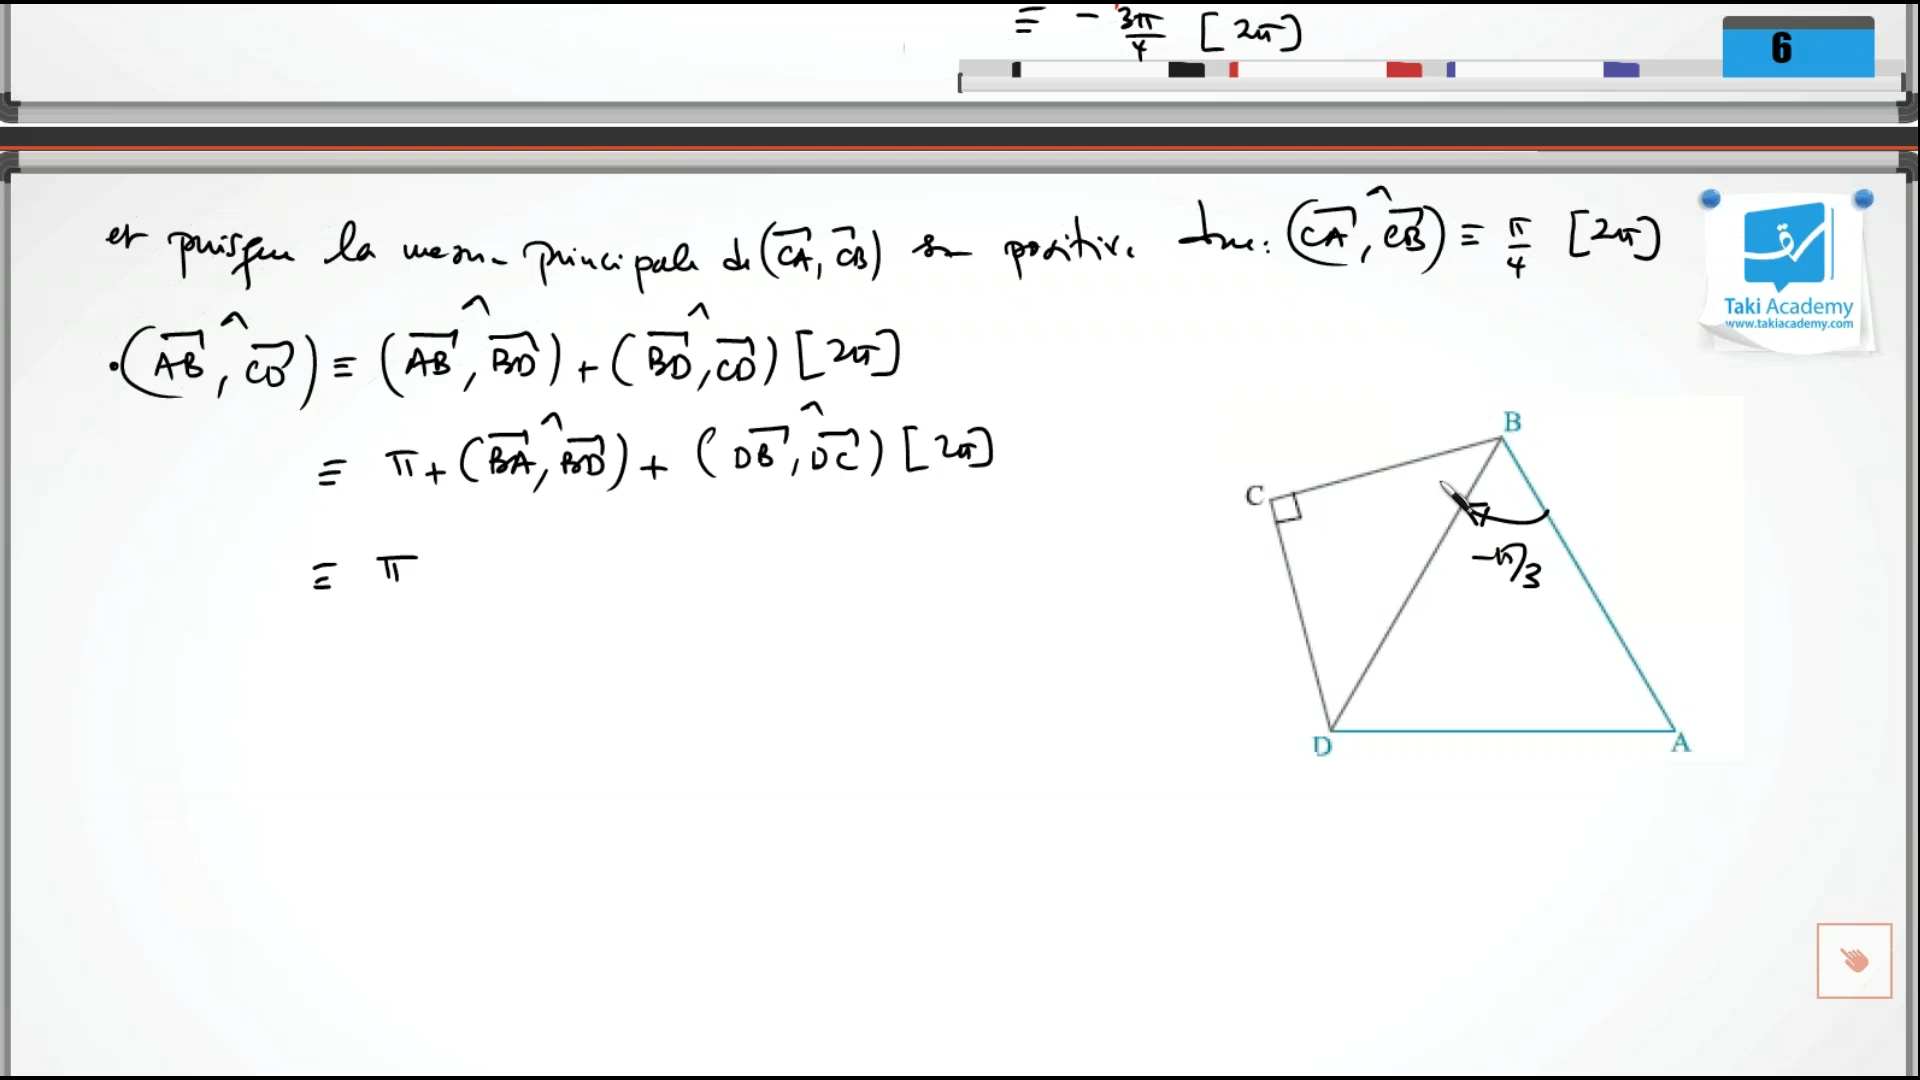 ≡ - 3π/4 [2π]
6
et puisque la mesure principale de (CA, CB) est positive donc: (CA, CB) ≡ π/4 [2π]
Taki Academy
www.takiacademy.com
• (AB, CD) ≡ (AB, BD) + (BD, CD) [2π]
≡ π + (BA, BD) + (DB, DC) [2π]
≡ π
B
C
-π/3
D
A